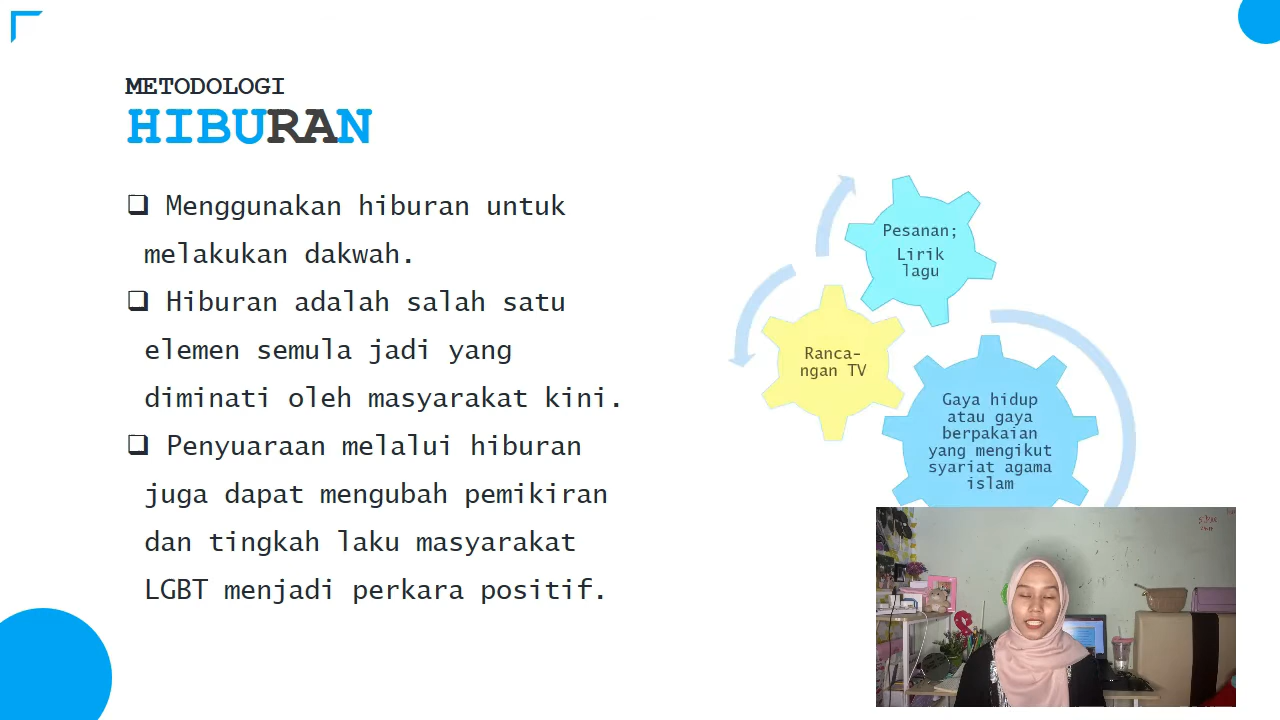 METODOLOGI
HIBURAN
❑ Menggunakan hiburan untuk
melakukan dakwah.
❑ Hiburan adalah salah satu
elemen semula jadi yang
diminati oleh masyarakat kini.
❑ Penyuaraan melalui hiburan
juga dapat mengubah pemikiran
dan tingkah laku masyarakat
LGBT menjadi perkara positif.
Pesanan;
Lirik
lagu
Ranca-
ngan TV
Gaya hidup
atau gaya
berpakaian
yang mengikut
syariat agama
islam